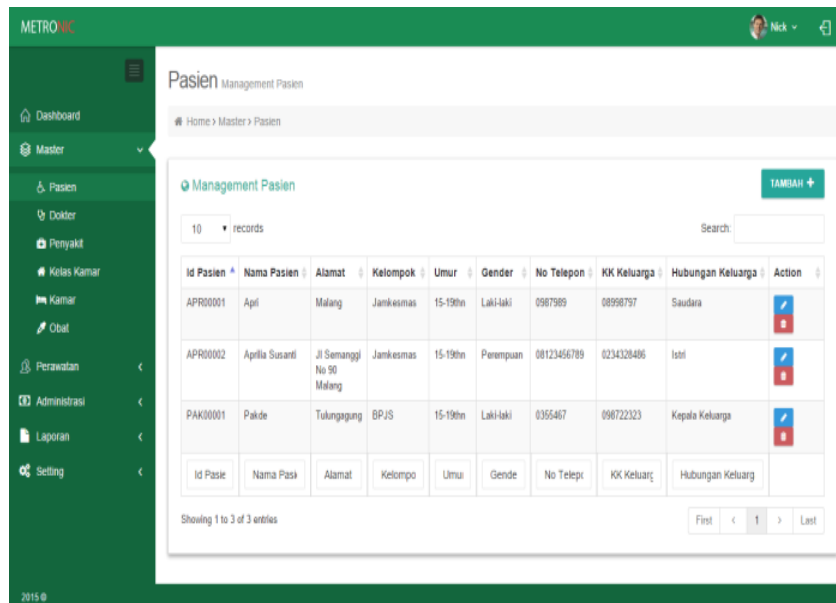 METRONIC
Nick
Pasien Management Pasien
Dashboard
Home > Master > Pasien
Master
Pasien
Dokter
Penyakit
Kelas Kamar
Kamar
Obat
Perawatan
Administrasi
Laporan
Setting
Management Pasien
TAMBAH +
10 records
Search:
Id Pasien Nama Pasien Alamat Kelompok Umur Gender No Telepon KK Keluarga Hubungan Keluarga Action
APR00001 Apri Malang Jamkesmas 15-19thn Laki-laki 0987989 08998797 Saudara
APR00002 Aprilia Susanti Jl Semanggi Jamkesmas 15-19thn Perempuan 08123456789 0234328486 Istri
No 90
Malang
PAK00001 Pakde Tulungagung BPJS 15-19thn Laki-laki 0355467 098722323 Kepala Keluarga
Id Pasie Nama Pasi Alamat Kelompo Umu Gende No Telepo KK Keluarg Hubungan Keluarg
Showing 1 to 3 of 3 entries
First < 1 > Last
2015 ©